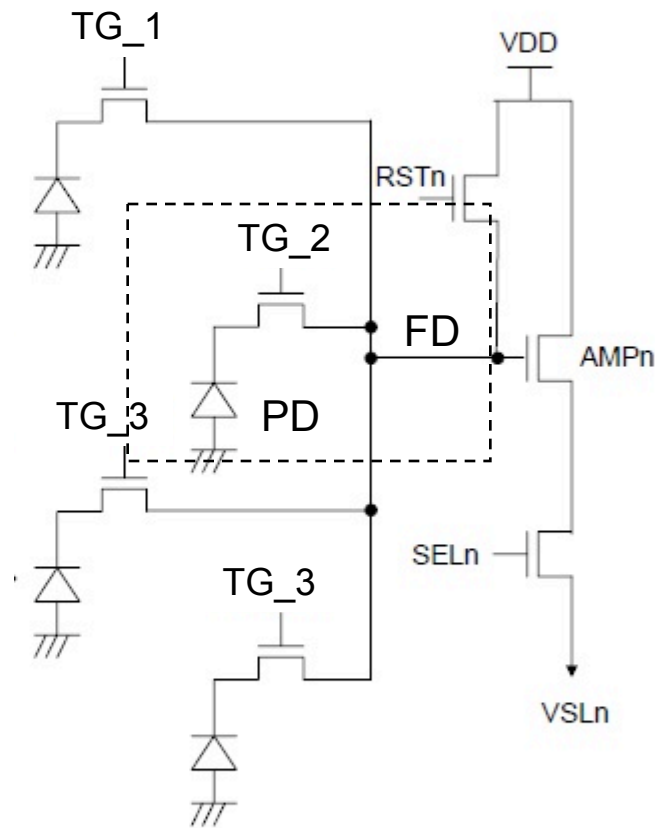 TG_1
VDD
RSTn
TG_2
FD
AMPn
PD
TG_3
SELn
TG_3
VSLn